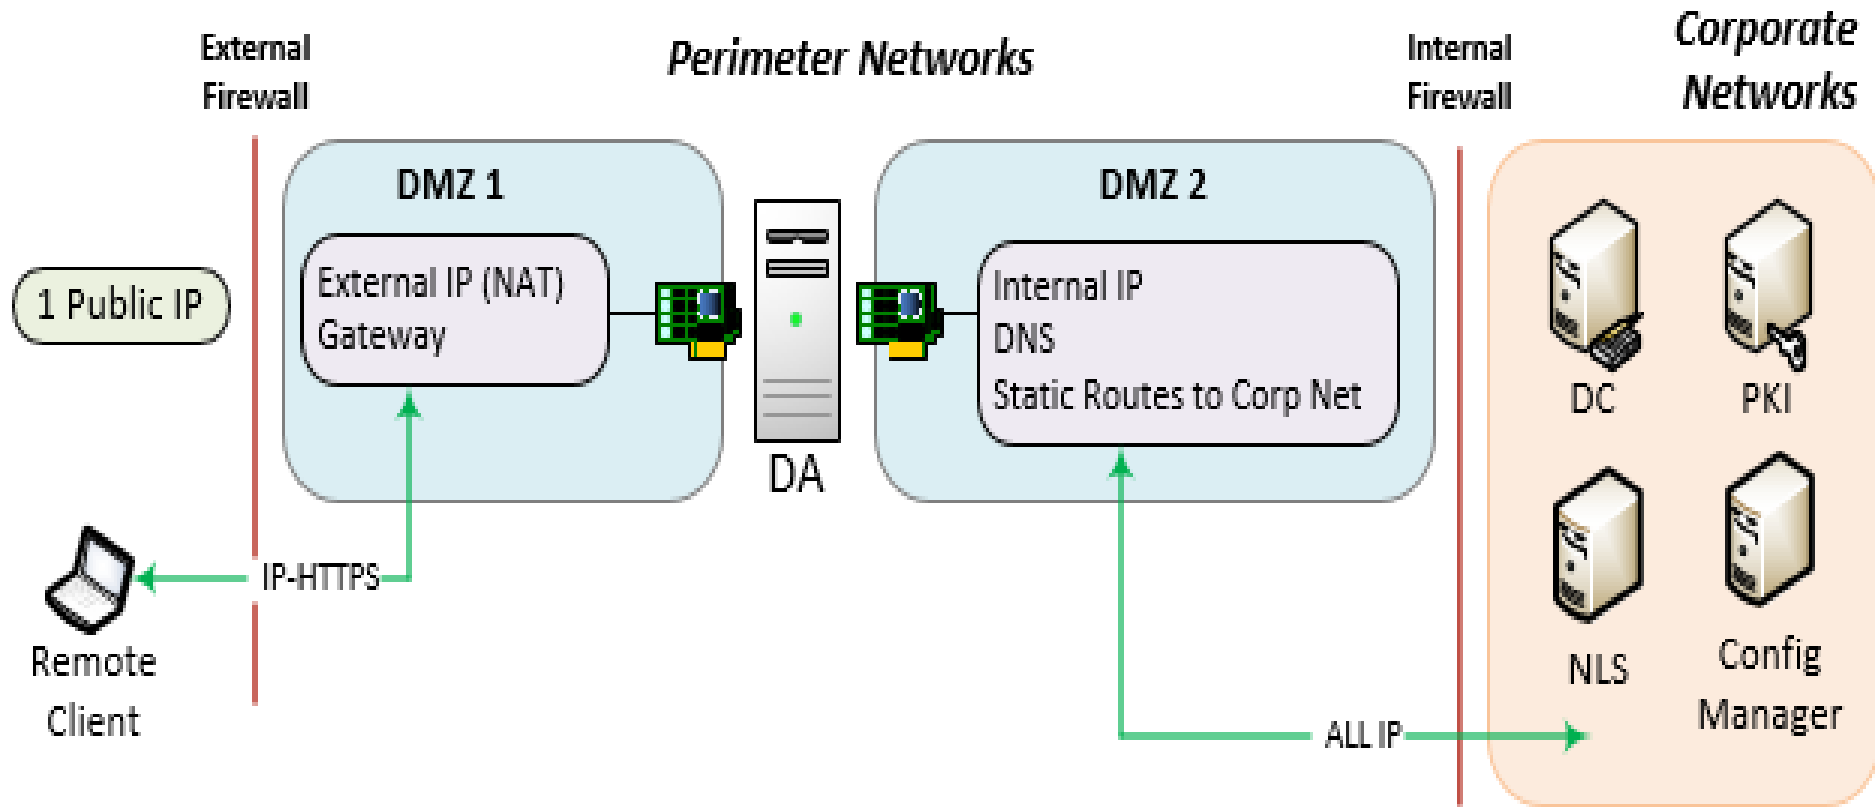 External
Firewall
Perimeter Networks
Internal
Firewall
Corporate
Networks
DMZ 1
DMZ 2
1 Public IP
External IP (NAT)
Gateway
Internal IP
DNS
Static Routes to Corp Net
DA
DC
PKI
IP-HTTPS
Remote
Client
NLS
Config
Manager
ALL IP